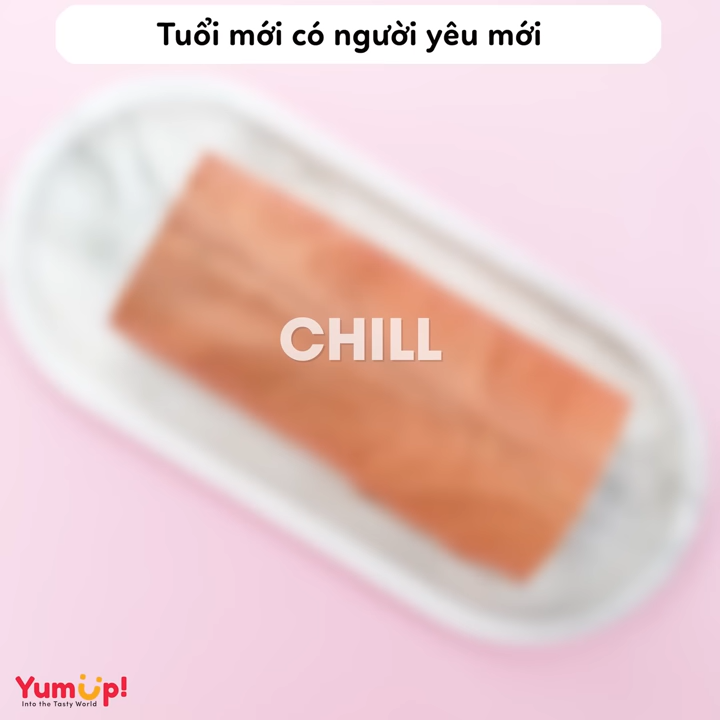 Tuổi mới có người yêu mới
CHILL
YumUp!
Into the Tasty World